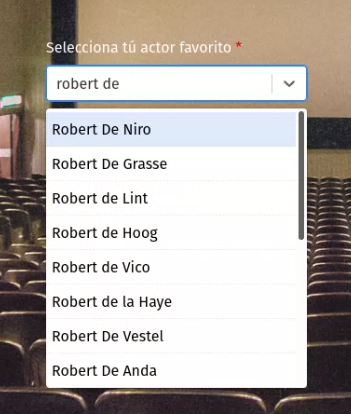 Selecciona tú actor favorito *
robert de
Robert De Niro
Robert De Grasse
Robert de Lint
Robert de Hoog
Robert de Vico
Robert de la Haye
Robert De Vestel
Robert De Anda